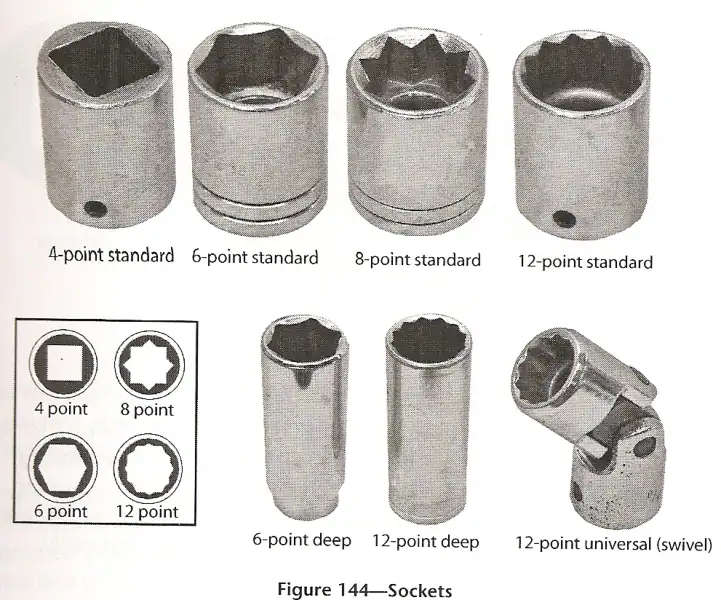 4-point standard
6-point standard
8-point standard
12-point standard
4 point
8 point
6 point
12 point
6-point deep
12-point deep
12-point universal (swivel)
Figure 144—Sockets